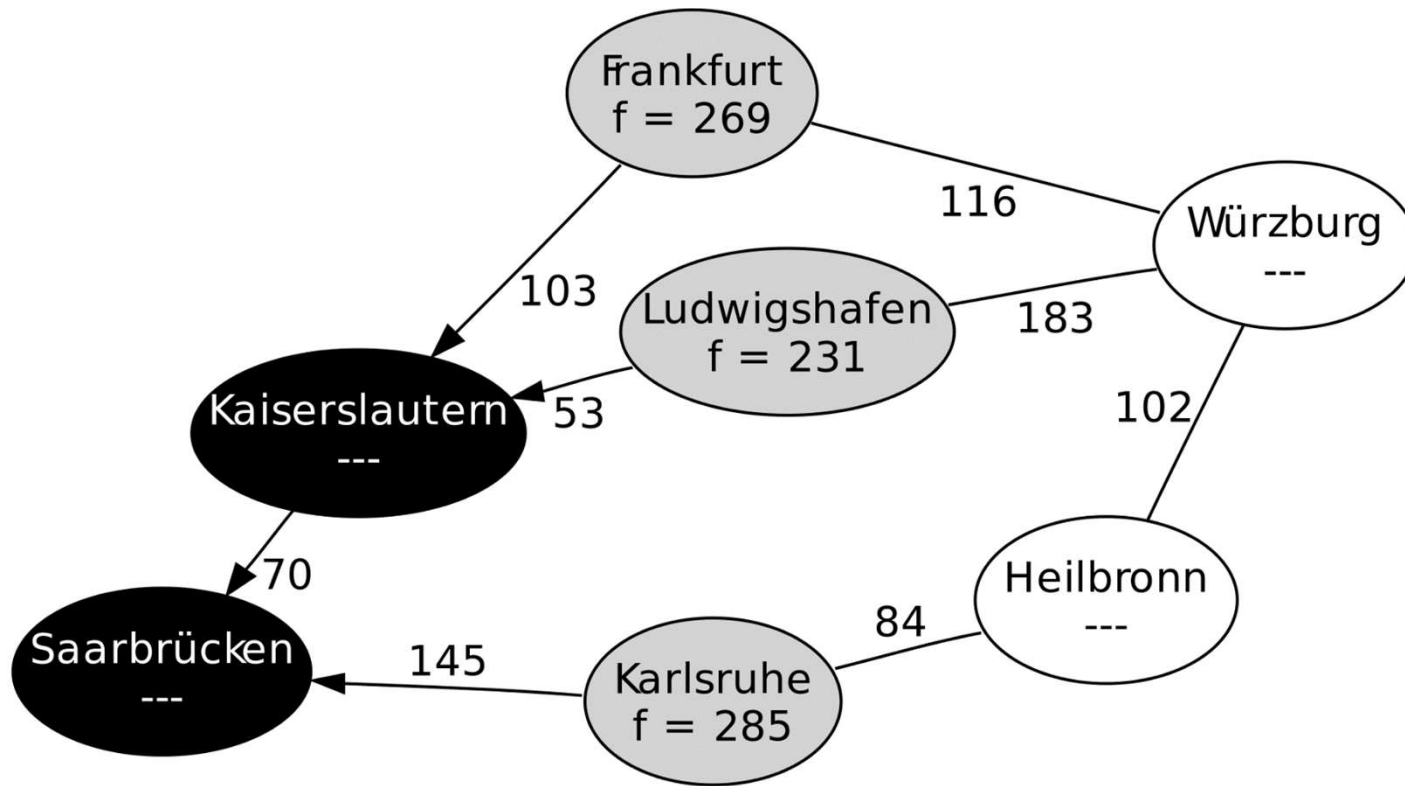 Frankfurt
f = 269
116
Würzburg
---
103
Ludwigshafen
f = 231
183
Kaiserslautern
---
53
102
70
Heilbronn
---
84
Saarbrücken
---
145
Karlsruhe
f = 285